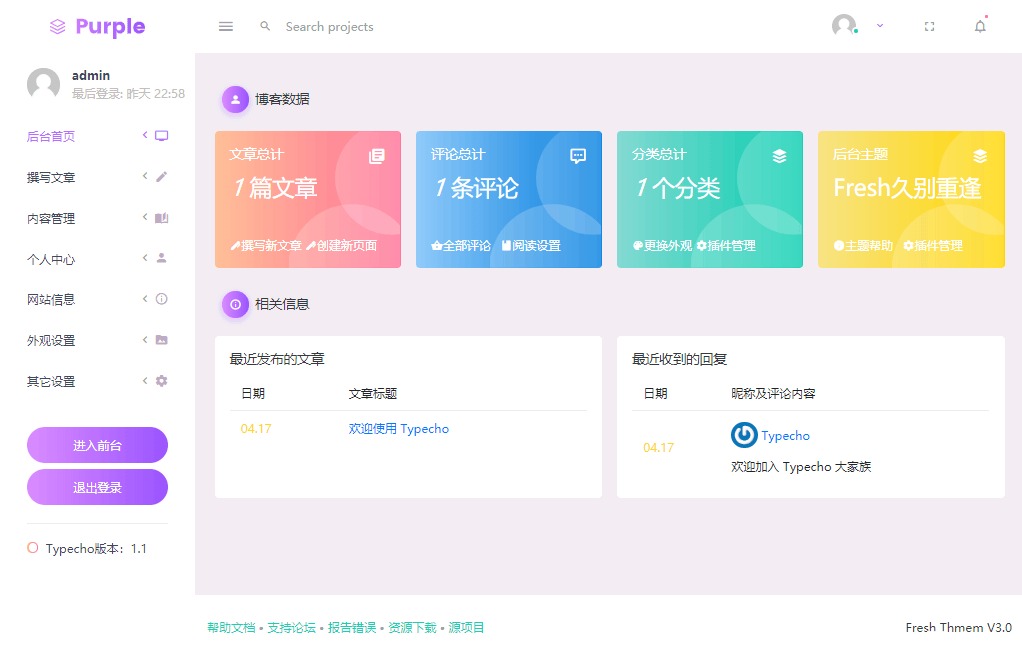 Purple
Search projects
admin
最后登录: 昨天 22:58
后台首页
撰写文章
内容管理
个人中心
网站信息
外观设置
其它设置
进入前台
退出登录
Typecho版本：1.1
博客数据
文章总计
1 篇文章
撰写新文章 创建新页面
评论总计
1 条评论
全部评论 阅读设置
分类总计
1 个分类
更换外观 插件管理
后台主题
Fresh久别重逢
主题帮助 插件管理
相关信息
最近发布的文章
日期 文章标题
04.17 欢迎使用 Typecho
最近收到的回复
日期 昵称及评论内容
04.17 Typecho
欢迎加入 Typecho 大家族
帮助文档 • 支持论坛 • 报告错误 • 资源下载 • 源项目
Fresh Thmem V3.0